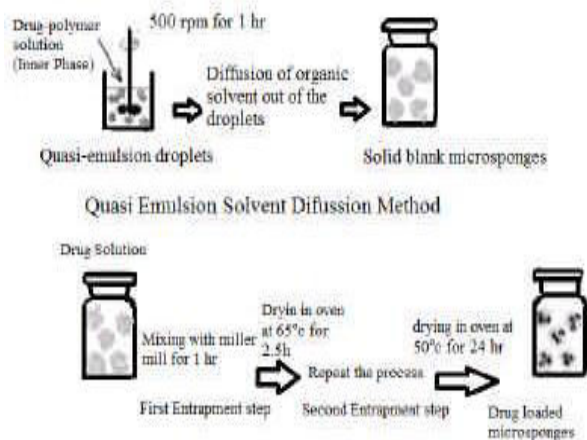 Drug-polymer
solution
(Inner Phase)
500 rpm for 1 hr
Diffusion of organic
solvent out of the
droplets
Quasi-emulsion droplets
Solid blank microsponges
Quasi Emulsion Solvent Difussion Method
Drug Solution
Mixing with miller
mill for 1 hr
Dryin in oven
at 65°c for
2.5h
Repeat the process
drying in oven at
50°c for 24 hr
First Entrapment step
Second Entrapment step
Drug loaded
microsponges